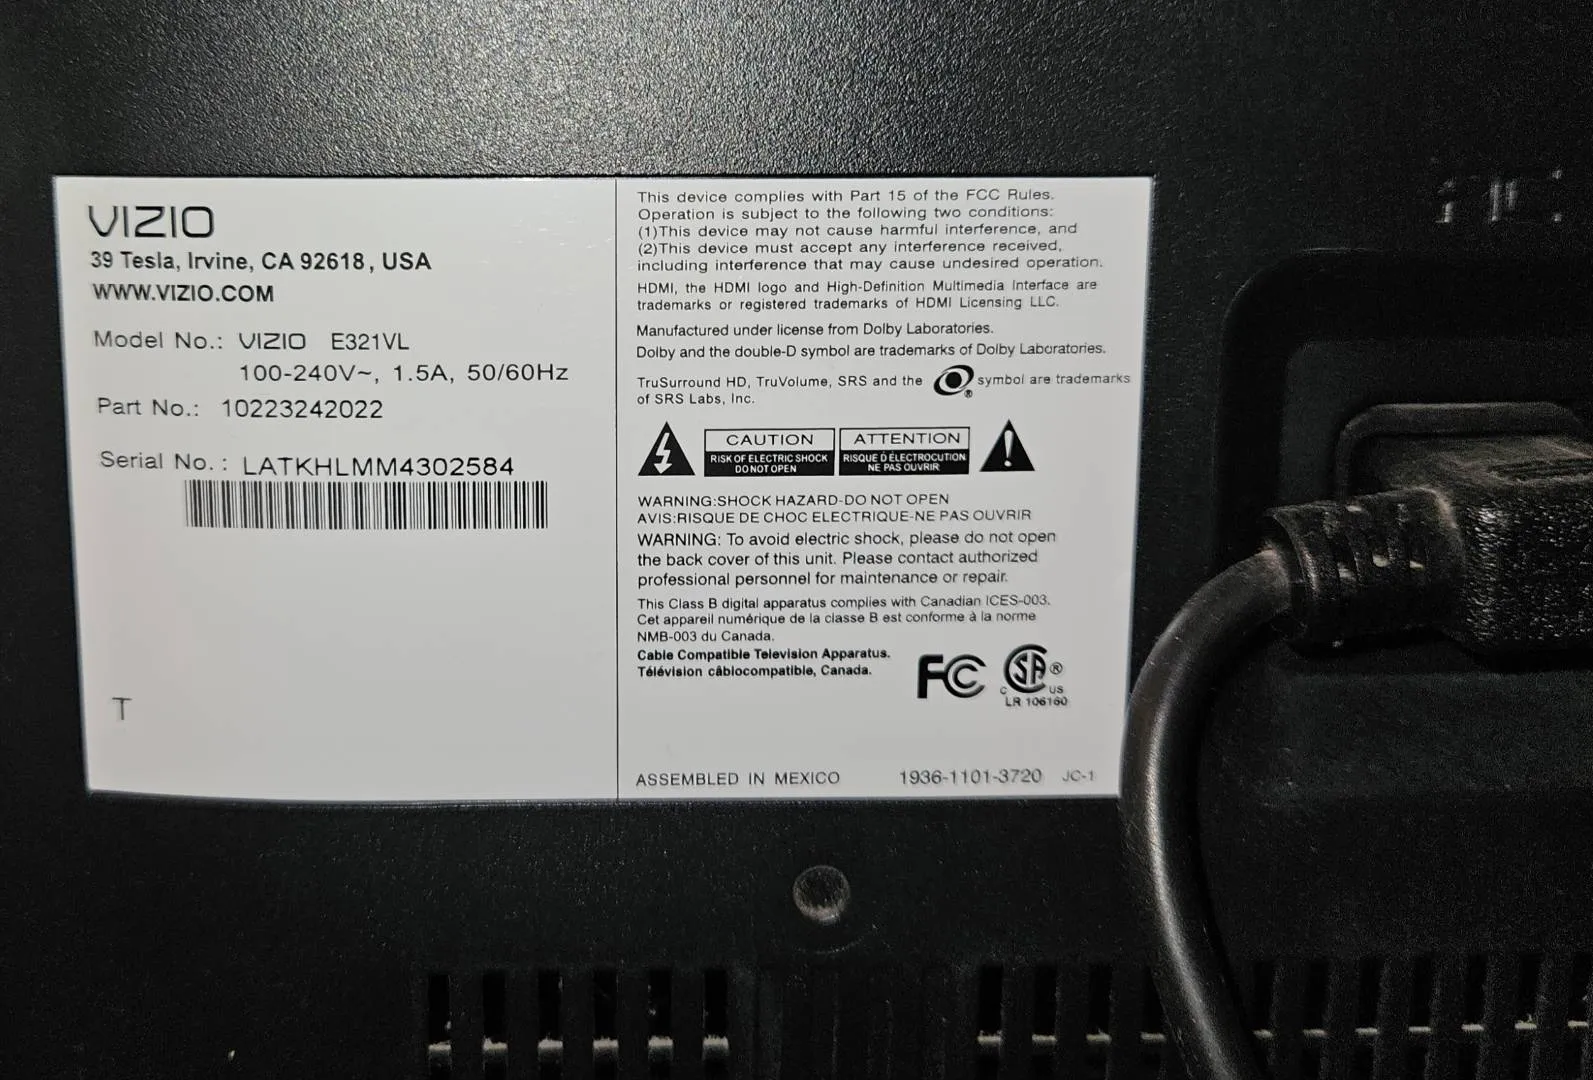 VIZIO
39 Tesla, Irvine, CA 92618, USA
WWW.VIZIO.COM
Model No.: VIZIO E321VL
100-240V~, 1.5A, 50/60Hz
Part No.: 10223242022
Serial No.: LATKHLMM4302584
T
This device complies with Part 15 of the FCC Rules.
Operation is subject to the following two conditions:
(1)This device may not cause harmful interference, and
(2)This device must accept any interference received,
including interference that may cause undesired operation.
HDMI, the HDMI logo and High-Definition Multimedia Interface are
trademarks or registered trademarks of HDMI Licensing LLC.
Manufactured under license from Dolby Laboratories.
Dolby and the double-D symbol are trademarks of Dolby Laboratories.
TruSurround HD, TruVolume, SRS and the ® symbol are trademarks
of SRS Labs, Inc.
CAUTION
RISK OF ELECTRIC SHOCK
DO NOT OPEN
ATTENTION
RISQUE D'ÉLECTROCUTION
NE PAS OUVRIR
WARNING:SHOCK HAZARD-DO NOT OPEN
AVIS:RISQUE DE CHOC ELECTRIQUE-NE PAS OUVRIR
WARNING: To avoid electric shock, please do not open
the back cover of this unit. Please contact authorized
professional personnel for maintenance or repair.
This Class B digital apparatus complies with Canadian ICES-003.
Cet appareil numérique de la classe B est conforme à la norme
NMB-003 du Canada.
Cable Compatible Television Apparatus.
Télévision câblocompatible, Canada.
FC
C SA ® US
LR 106160
ASSEMBLED IN MEXICO 1936-1101-3720 JC-1